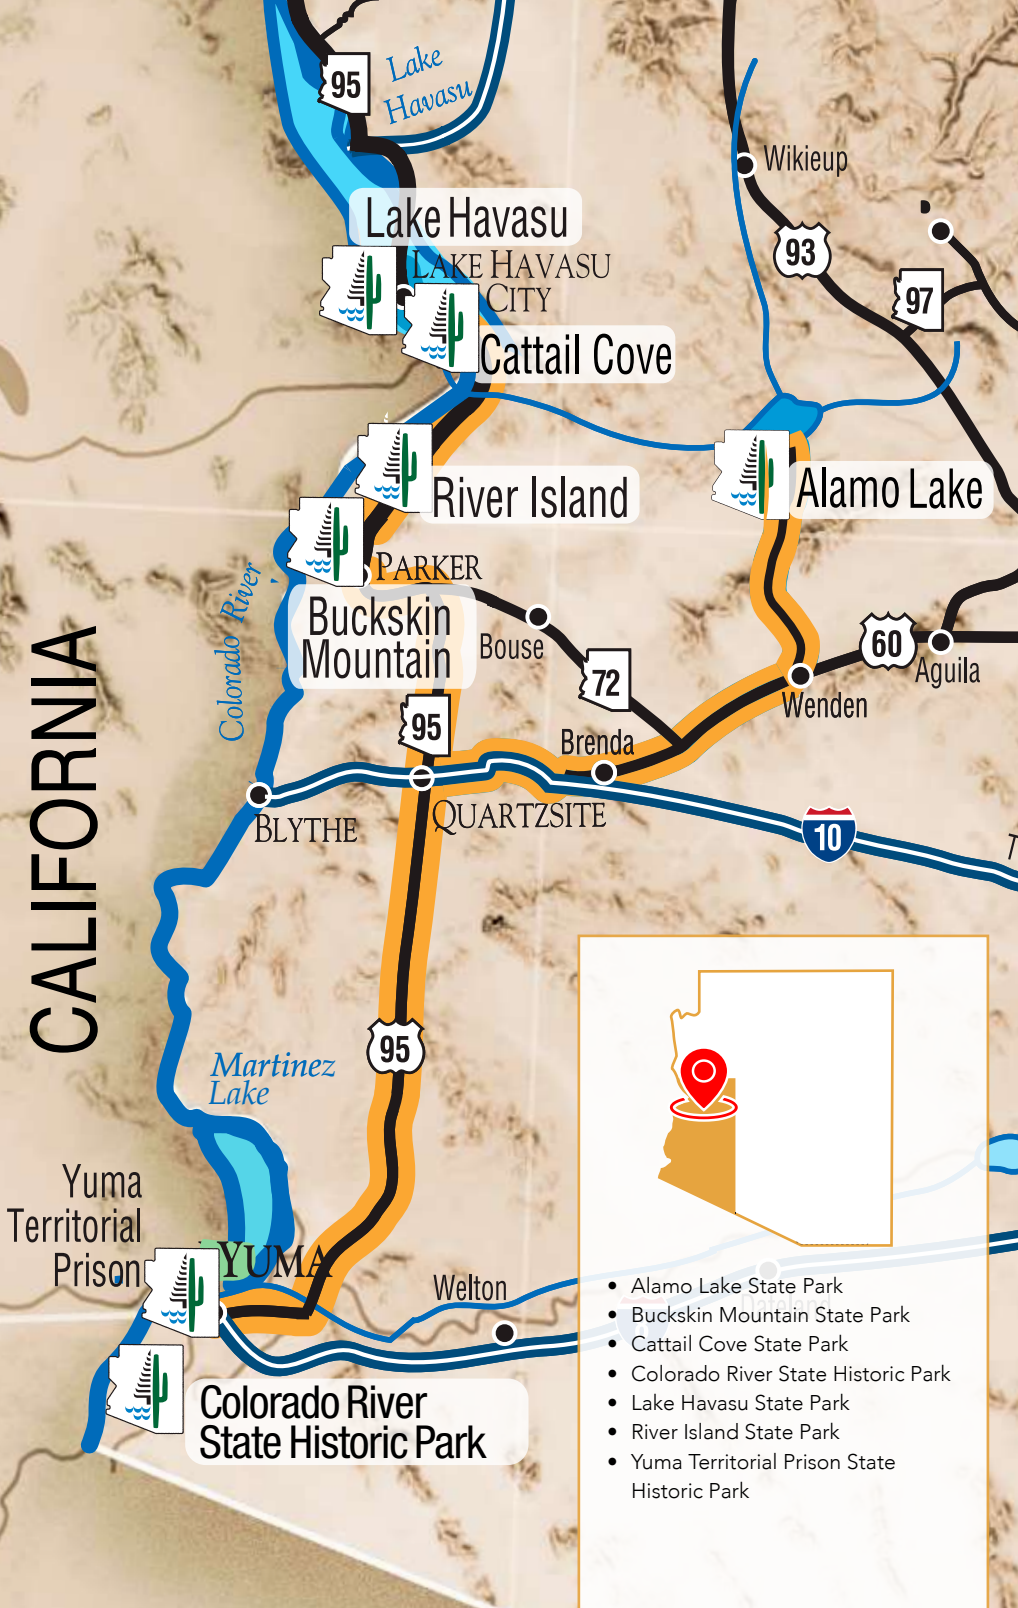 95
Lake
Havasu
Wikieup
93
97
Lake Havasu
LAKE HAVASU
CITY
Cattail Cove
River Island
Alamo Lake
PARKER
Colorado River
Buckskin
Mountain
Bouse
60
Aguila
72
Wenden
95
Brenda
QUARTZSITE
BLYTHE
10
CALIFORNIA
95
Martinez
Lake
Yuma
Territorial
Prison
YUMA
Welton
Dateland
Colorado River
State Historic Park
• Alamo Lake State Park
• Buckskin Mountain State Park
• Cattail Cove State Park
• Colorado River State Historic Park
• Lake Havasu State Park
• River Island State Park
• Yuma Territorial Prison State
Historic Park